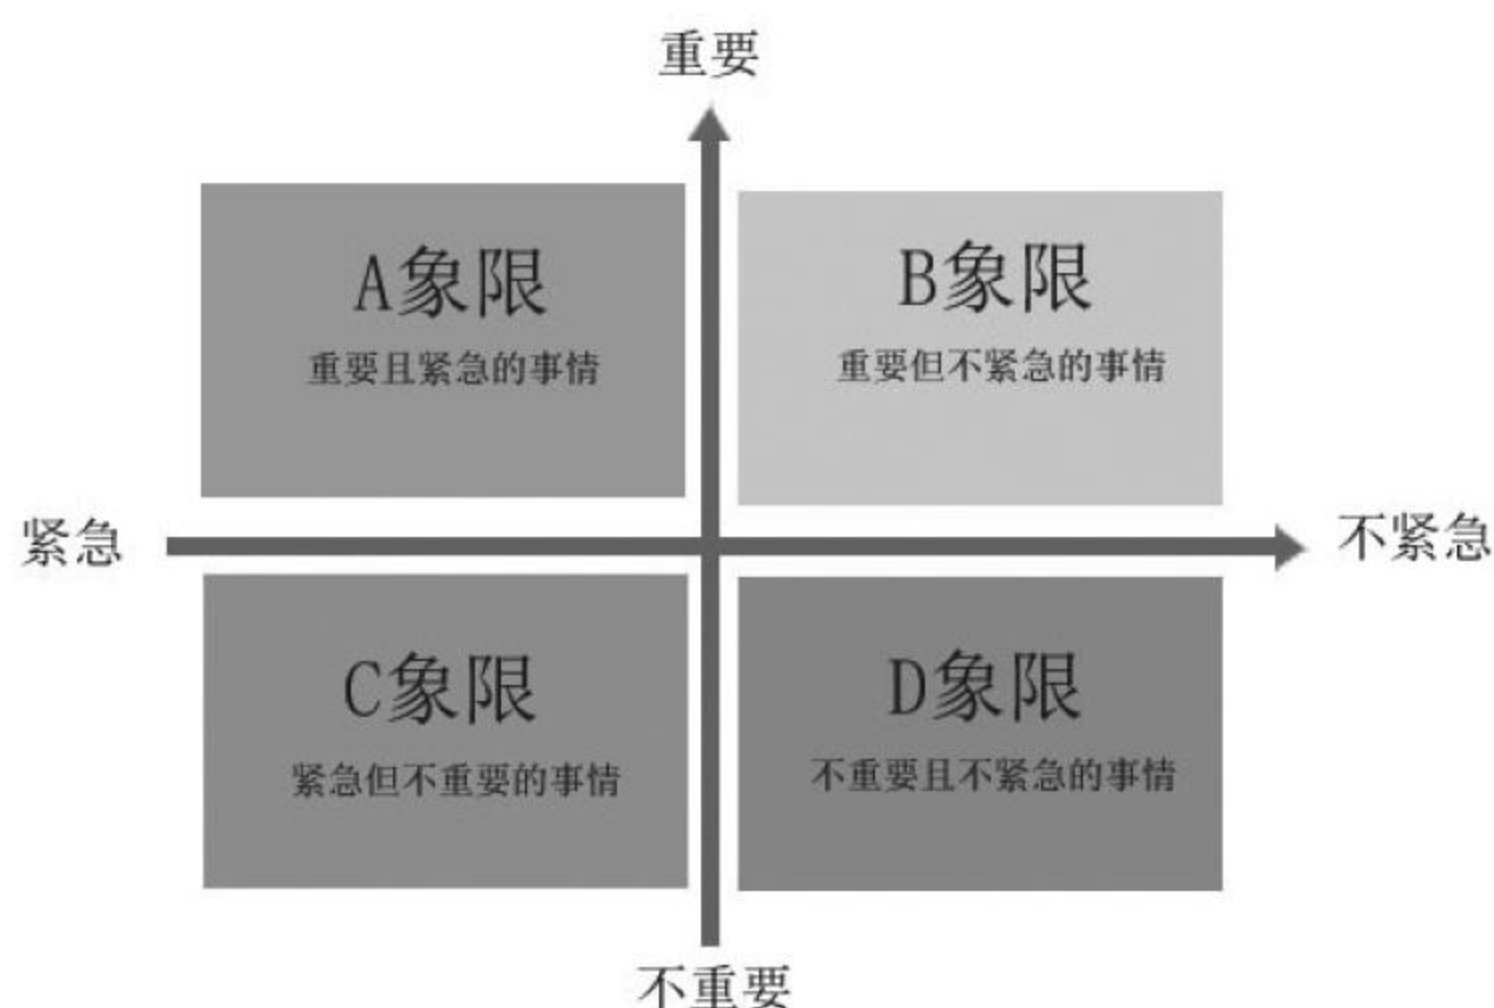 重要
A象限
重要且紧急的事情
B象限
重要但不紧急的事情
紧急
不紧急
C象限
紧急但不重要的事情
D象限
不重要且不紧急的事情
不重要